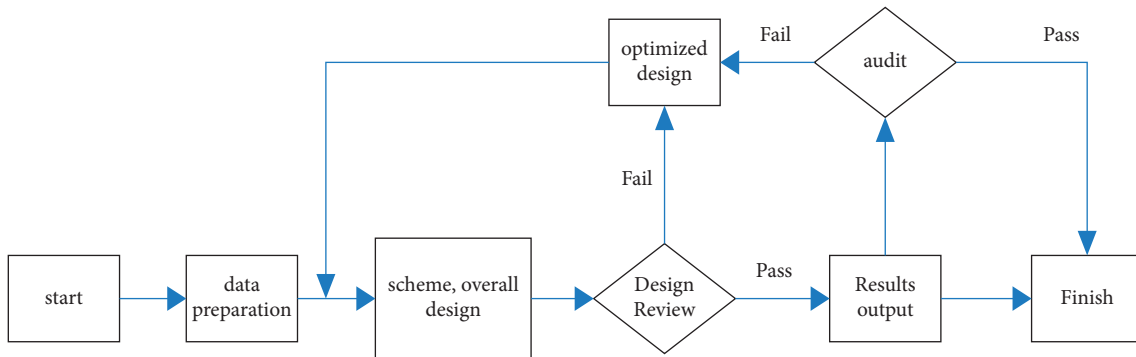 optimized
design
Fail
audit
Pass
Fail
start
data
preparation
scheme, overall
design
Design
Review
Pass
Results
output
Finish